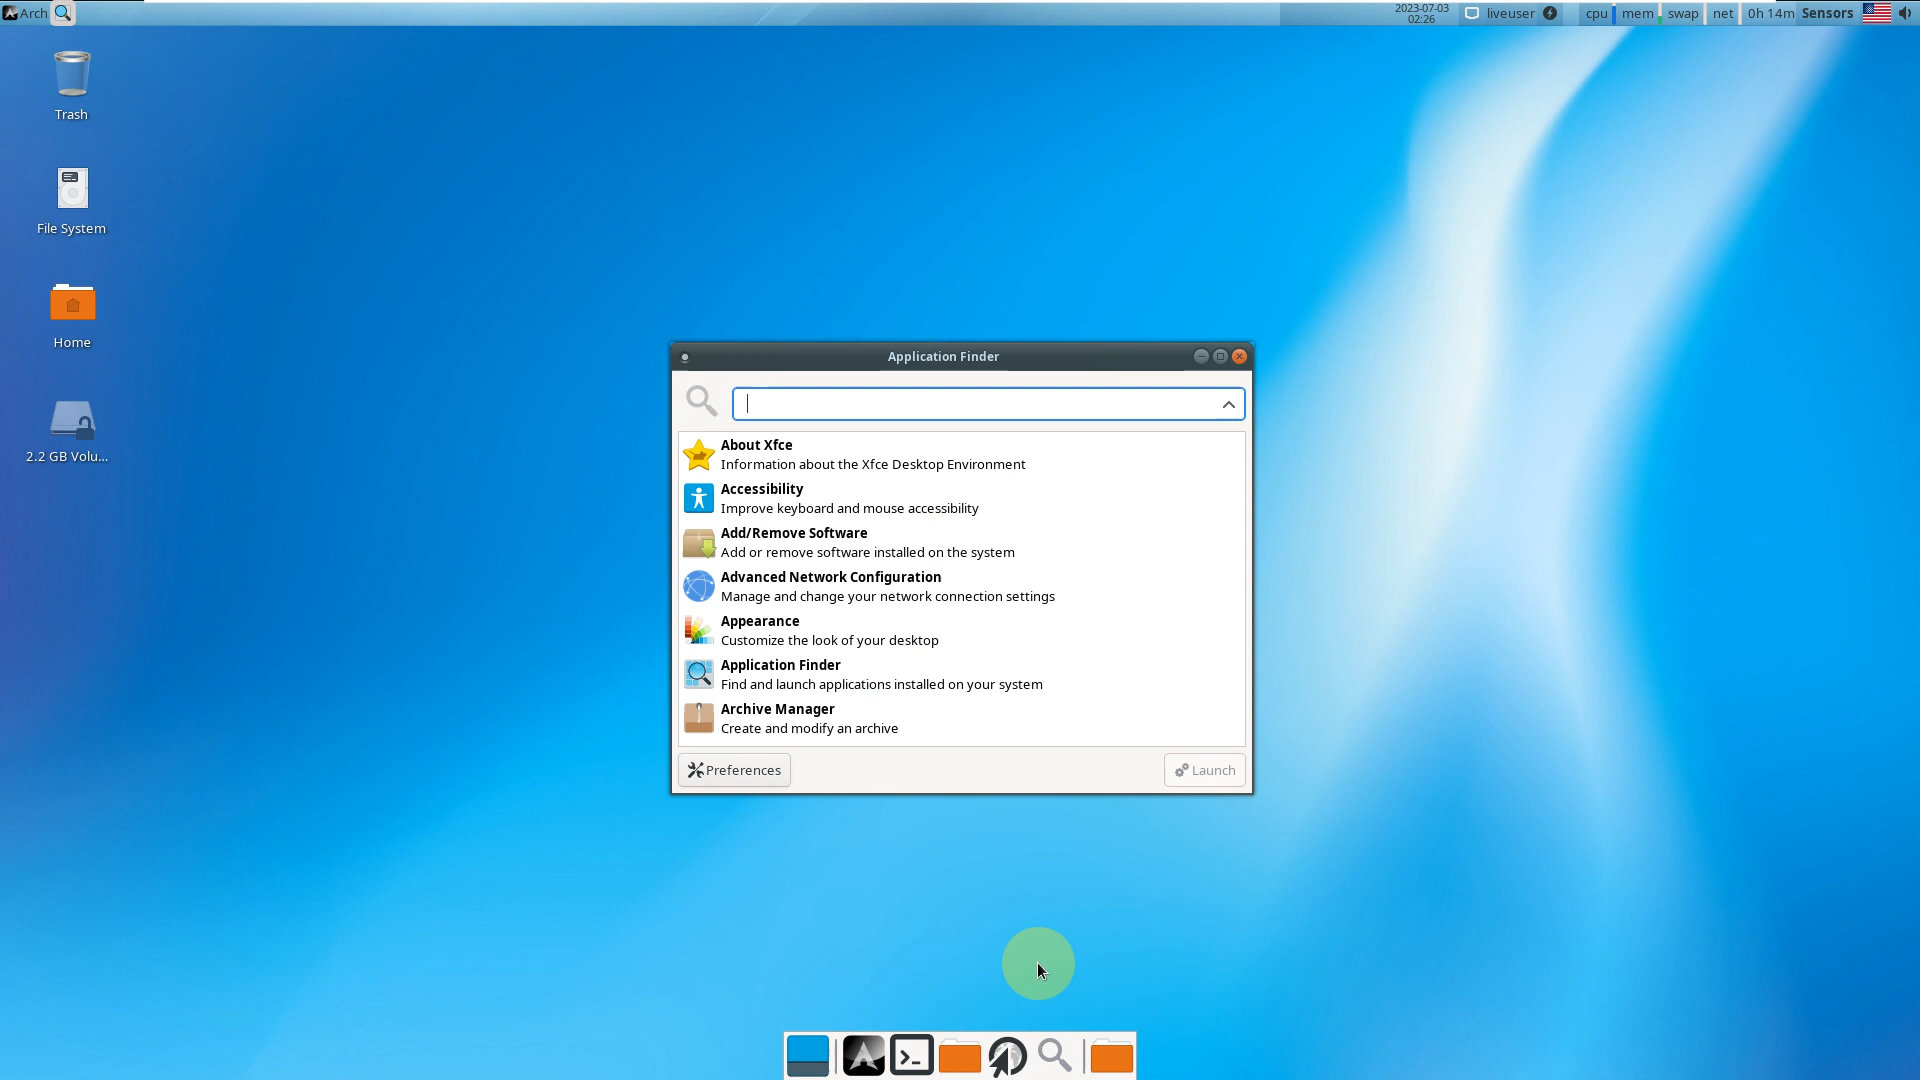 Arch
2023-07-03
02:26
liveuser
cpu
mem
swap
net
0h 14m
Sensors
Trash
File System
Home
2.2 GB Volu...
Application Finder
About Xfce
Information about the Xfce Desktop Environment
Accessibility
Improve keyboard and mouse accessibility
Add/Remove Software
Add or remove software installed on the system
Advanced Network Configuration
Manage and change your network connection settings
Appearance
Customize the look of your desktop
Application Finder
Find and launch applications installed on your system
Archive Manager
Create and modify an archive
Preferences
Launch